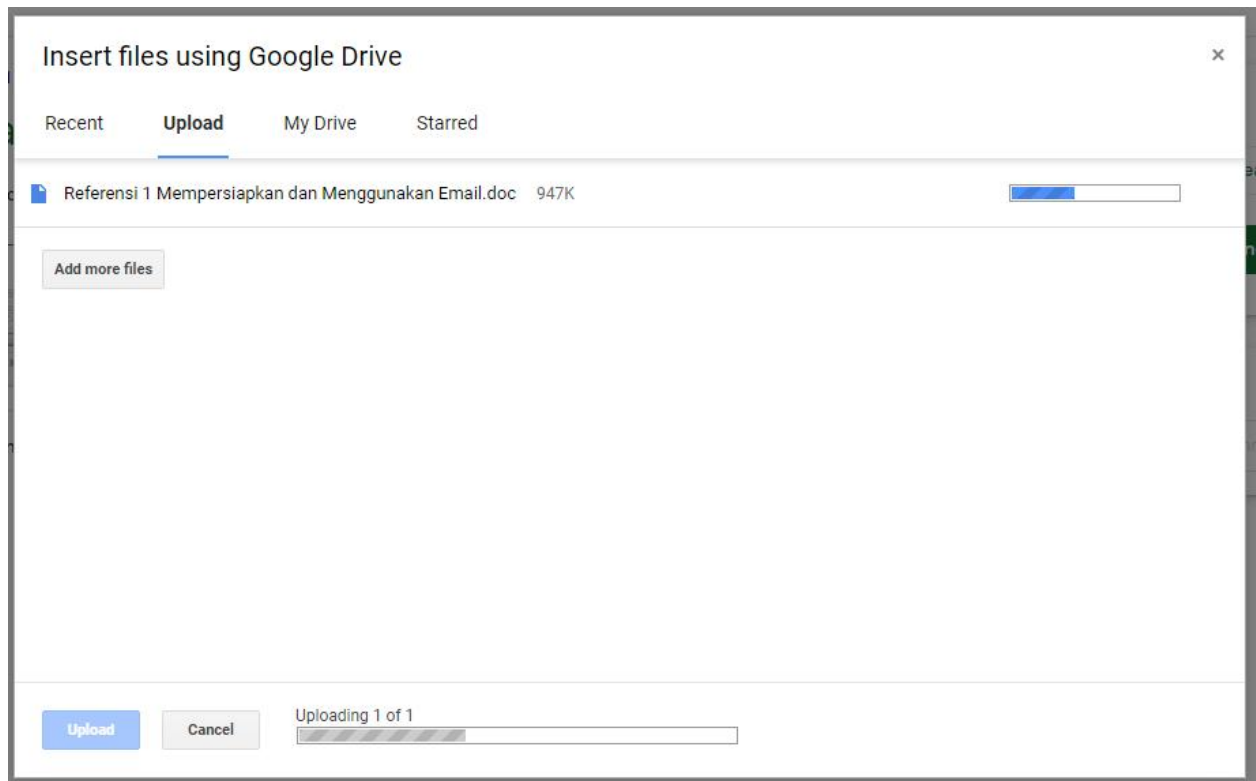 Insert files using Google Drive
×
Recent Upload My Drive Starred
Referensi 1 Mempersiapkan dan Menggunakan Email.doc 947K
Add more files
Uploading 1 of 1
Upload Cancel